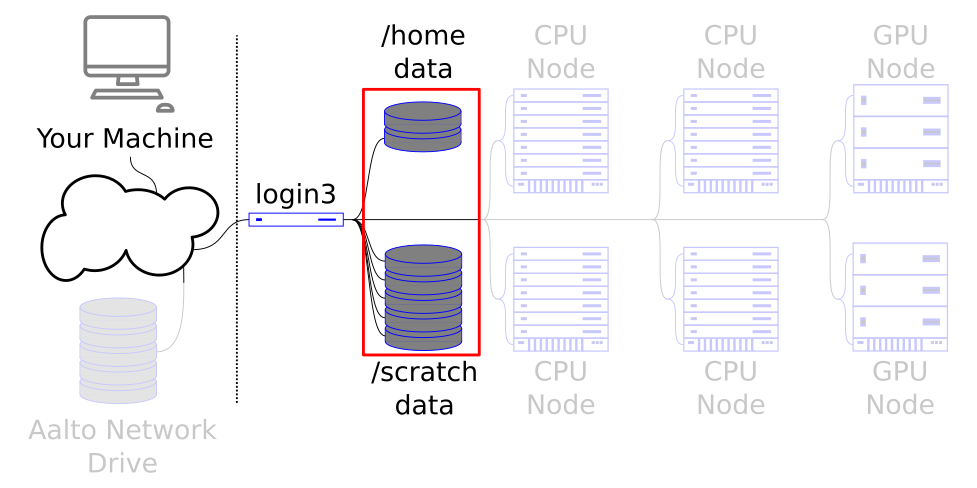 /home
data
CPU
Node
CPU
Node
GPU
Node
Your Machine
login3
/scratch
data
CPU
Node
CPU
Node
GPU
Node
Aalto Network
Drive